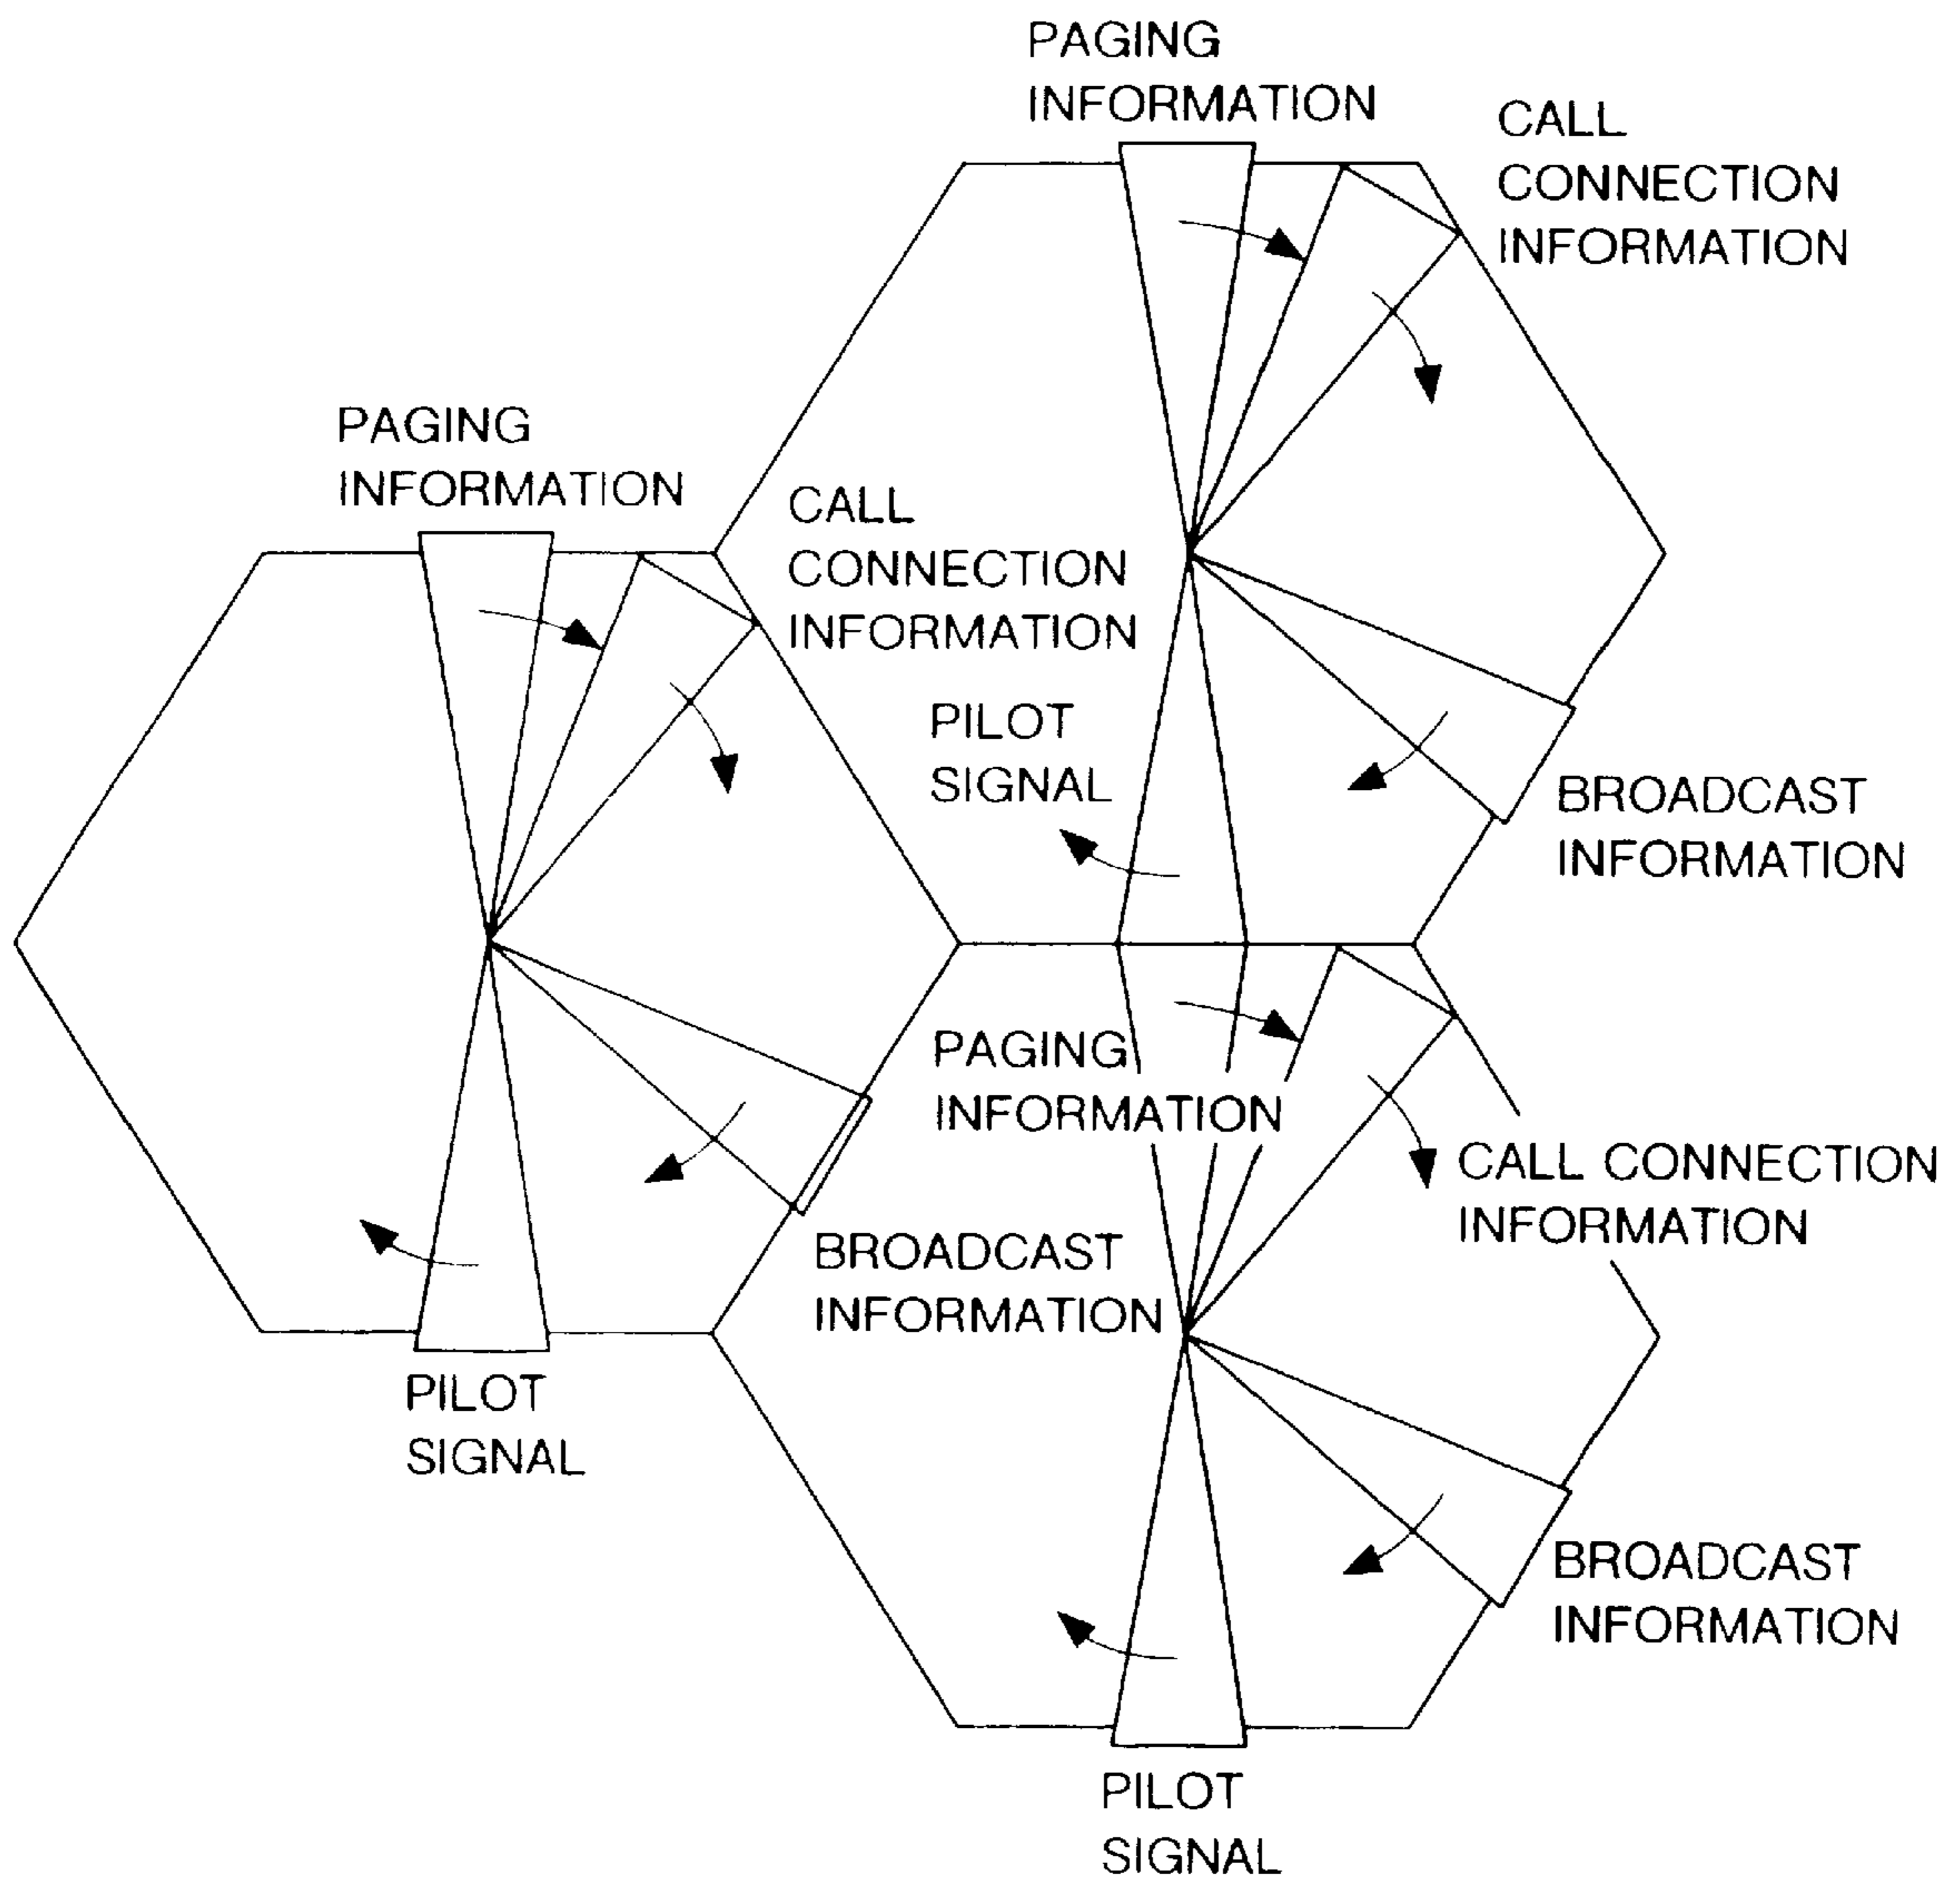 PAGING
INFORMATION
CALL
CONNECTION
INFORMATION
PAGING
INFORMATION
CALL
CONNECTION
INFORMATION
PILOT
SIGNAL
BROADCAST
INFORMATION
PAGING
INFORMATION
CALL CONNECTION
INFORMATION
BROADCAST
INFORMATION
PILOT
SIGNAL
BROADCAST
INFORMATION
PILOT
SIGNAL